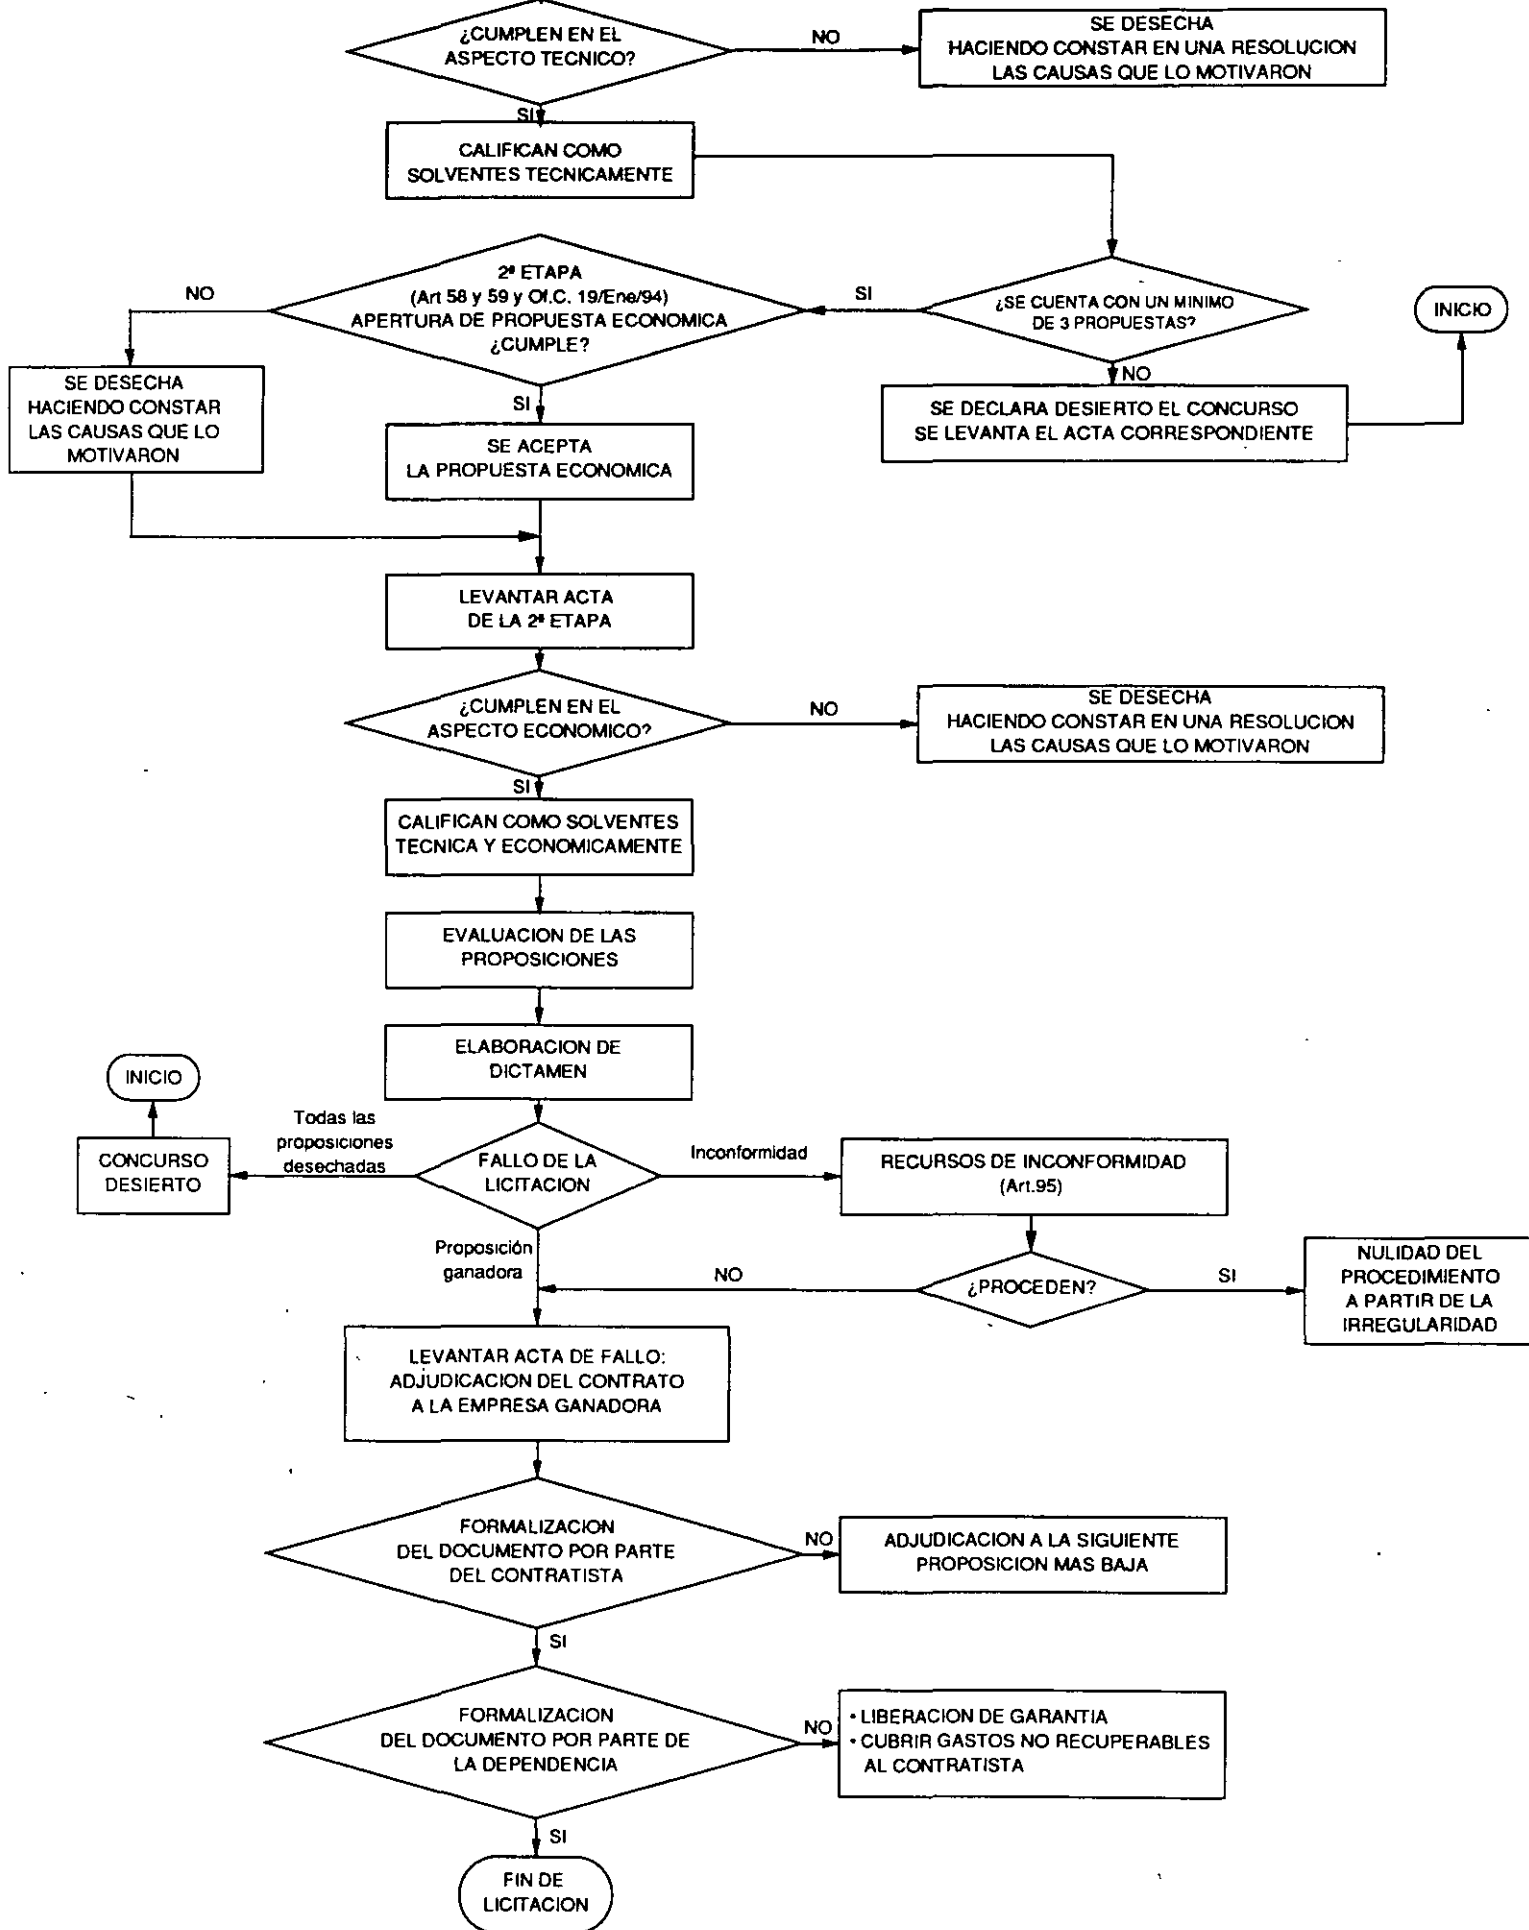 ¿CUMPLEN EN EL
ASPECTO TECNICO?
NO
SE DESECHA
HACIENDO CONSTAR EN UNA RESOLUCION
LAS CAUSAS QUE LO MOTIVARON
SI
CALIFICAN COMO
SOLVENTES TECNICAMENTE
2ª ETAPA
(Art 58 y 59 y Of.C. 19/Ene/94)
APERTURA DE PROPUESTA ECONOMICA
¿CUMPLE?
NO
SI
¿SE CUENTA CON UN MINIMO
DE 3 PROPUESTAS?
INICIO
NO
SE DESECHA
HACIENDO CONSTAR
LAS CAUSAS QUE LO
MOTIVARON
SI
SE ACEPTA
LA PROPUESTA ECONOMICA
SE DECLARA DESIERTO EL CONCURSO
SE LEVANTA EL ACTA CORRESPONDIENTE
LEVANTAR ACTA
DE LA 2ª ETAPA
¿CUMPLEN EN EL
ASPECTO ECONOMICO?
NO
SE DESECHA
HACIENDO CONSTAR EN UNA RESOLUCION
LAS CAUSAS QUE LO MOTIVARON
SI
CALIFICAN COMO SOLVENTES
TECNICA Y ECONOMICAMENTE
EVALUACION DE LAS
PROPOSICIONES
ELABORACION DE
DICTAMEN
INICIO
Todas las
proposiciones
desechadas
CONCURSO
DESIERTO
FALLO DE LA
LICITACION
Inconformidad
RECURSOS DE INCONFORMIDAD
(Art.95)
Proposición
ganadora
NO
¿PROCEDEN?
SI
NULIDAD DEL
PROCEDIMIENTO
A PARTIR DE LA
IRREGULARIDAD
LEVANTAR ACTA DE FALLO:
ADJUDICACION DEL CONTRATO
A LA EMPRESA GANADORA
FORMALIZACION
DEL DOCUMENTO POR PARTE
DEL CONTRATISTA
NO
ADJUDICACION A LA SIGUIENTE
PROPOSICION MAS BAJA
SI
FORMALIZACION
DEL DOCUMENTO POR PARTE DE
LA DEPENDENCIA
NO
• LIBERACION DE GARANTIA
• CUBRIR GASTOS NO RECUPERABLES
AL CONTRATISTA
SI
FIN DE
LICITACION